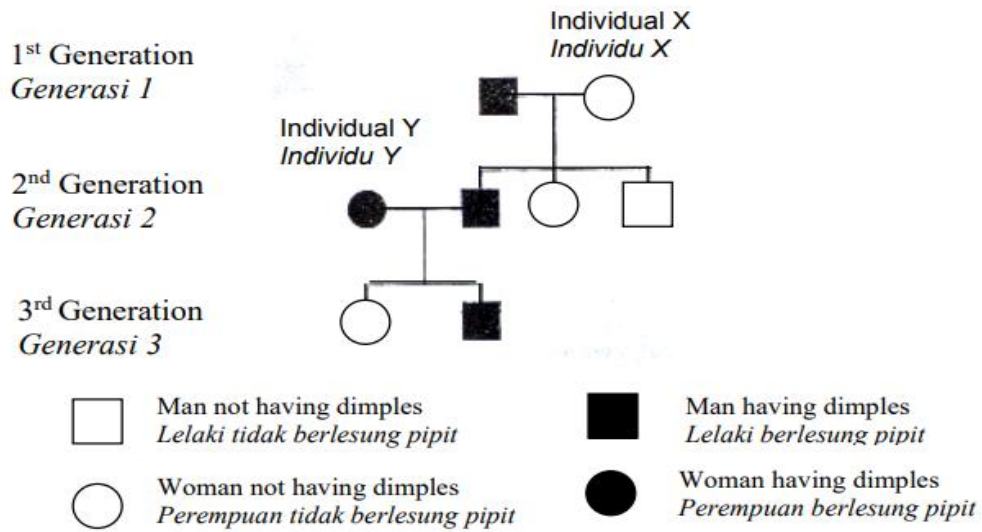 Individual X
Individu X
1st Generation
Generasi 1
Individual Y
Individu Y
2nd Generation
Generasi 2
3rd Generation
Generasi 3
Man not having dimples
Lelaki tidak berlesung pipit
Man having dimples
Lelaki berlesung pipit
Woman not having dimples
Perempuan tidak berlesung pipit
Woman having dimples
Perempuan berlesung pipit